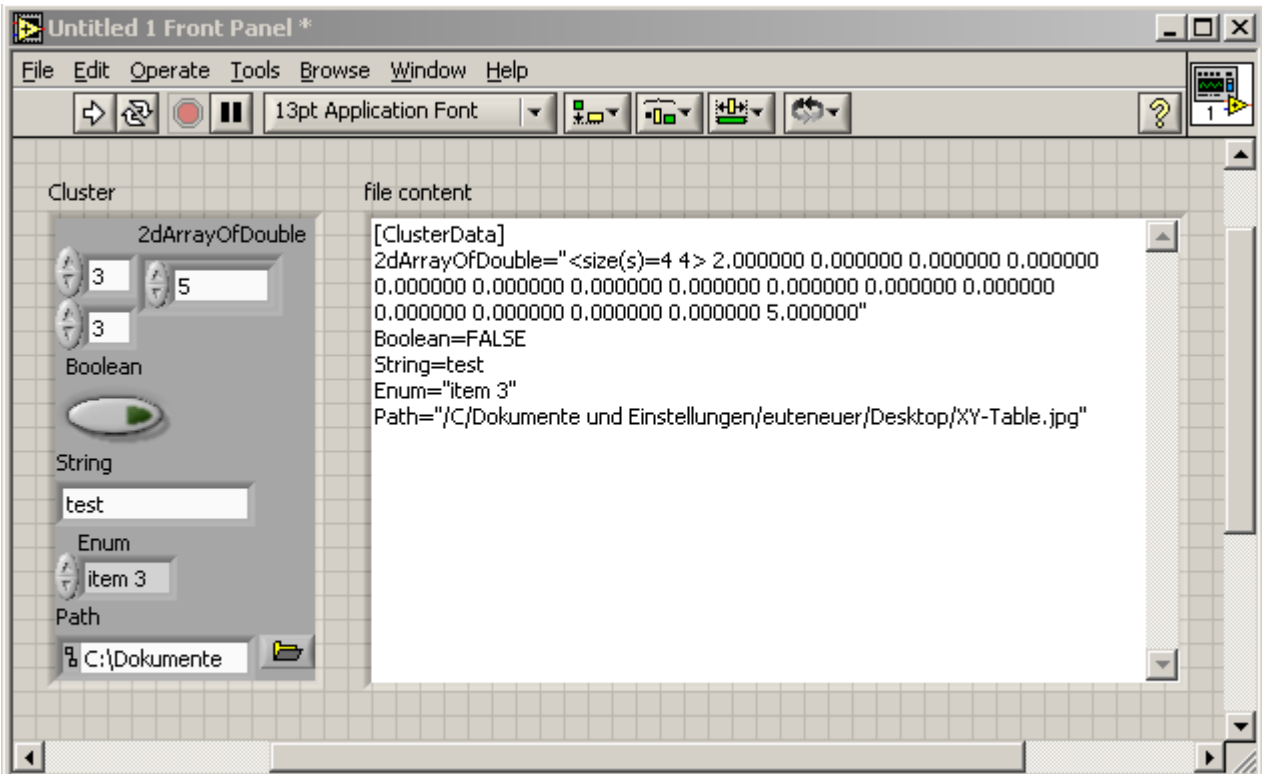 Untitled 1 Front Panel *
File Edit Operate Tools Browse Window Help
13pt Application Font
?
1
Cluster
2dArrayOfDouble
3
5
3
Boolean
String
test
Enum
item 3
Path
C:\Dokumente
file content
[ClusterData]
2dArrayOfDouble="<size(s)=4 4> 2.000000 0.000000 0.000000 0.000000
0.000000 0.000000 0.000000 0.000000 0.000000 0.000000 0.000000
0.000000 0.000000 0.000000 0.000000 5.000000"
Boolean=FALSE
String=test
Enum="item 3"
Path="/C/Dokumente und Einstellungen/euteneuer/Desktop/XY-Table.jpg"